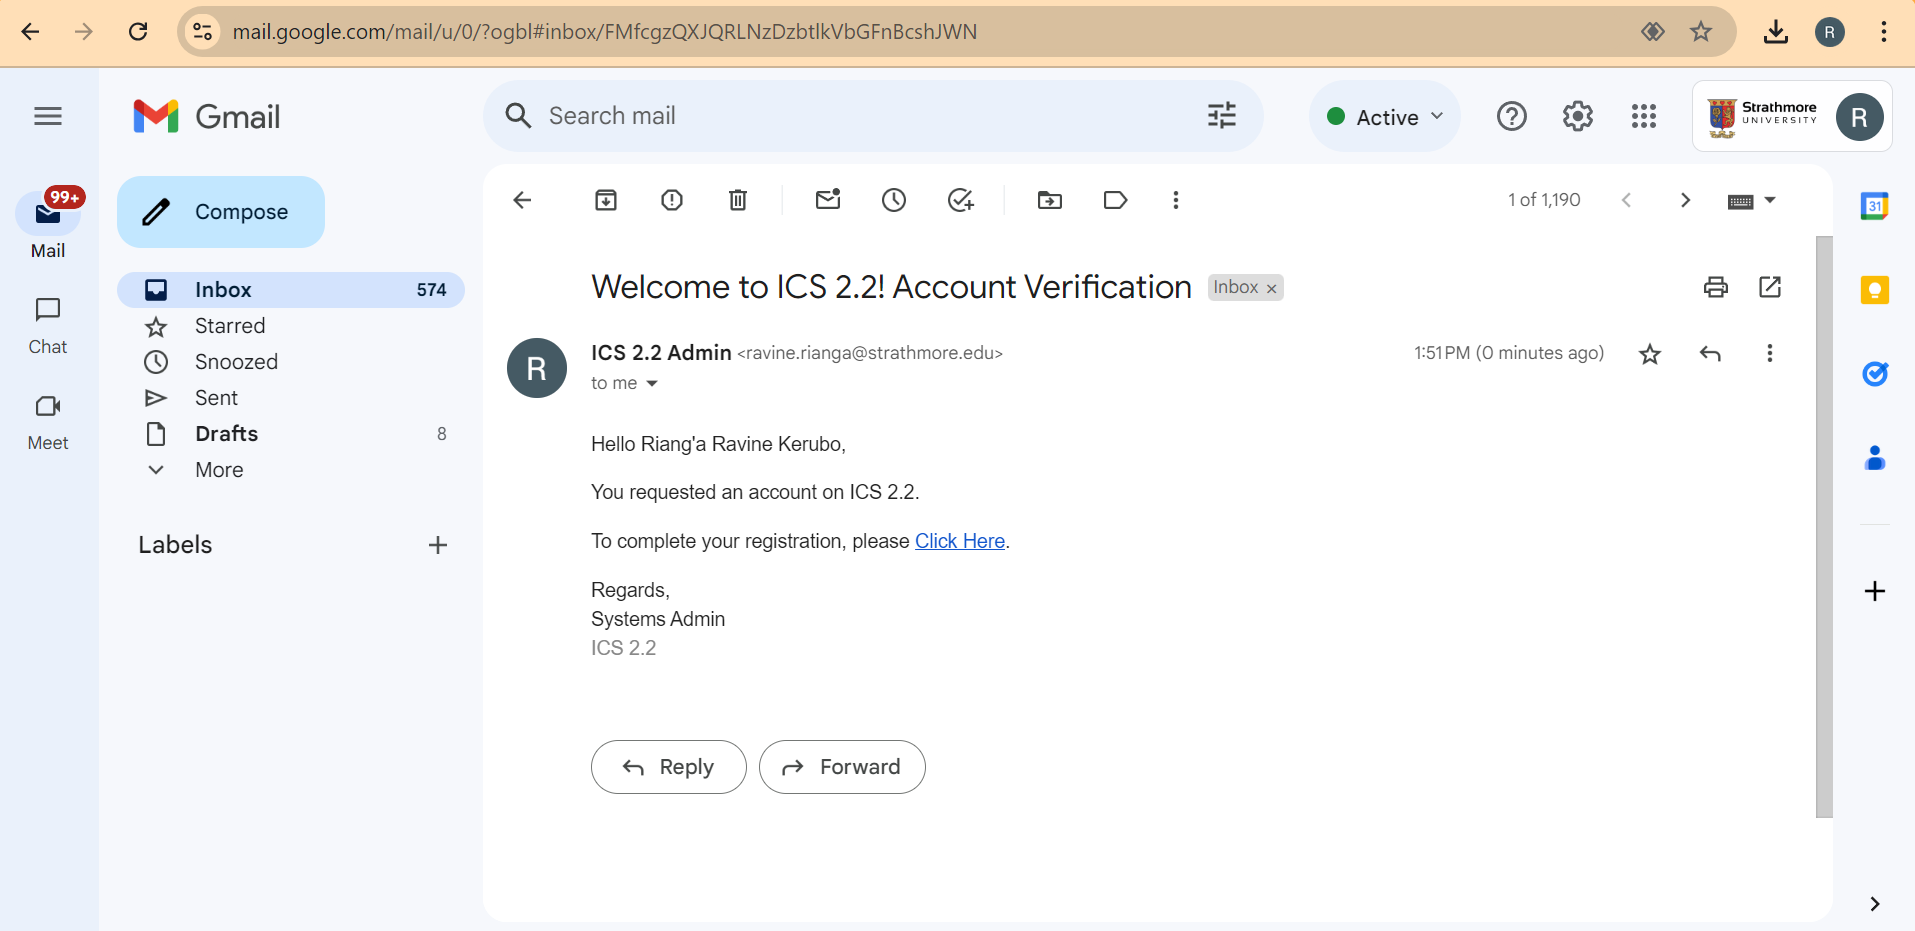 mail.google.com/mail/u/0/?ogbl#inbox/FMfcgzQXJQRLNzDzbtlkVbGFnBcshJWN
R
Gmail
Search mail
Active
Strathmore
UNIVERSITY
R
99+
Mail
Chat
Meet
Compose
Inbox 574
Starred
Snoozed
Sent
Drafts 8
More
Labels
1 of 1,190
31
Welcome to ICS 2.2! Account Verification Inbox
R
ICS 2.2 Admin <ravine.rianga@strathmore.edu> 1:51 PM (0 minutes ago)
to me
Hello Riang'a Ravine Kerubo,
You requested an account on ICS 2.2.
To complete your registration, please Click Here.
Regards,
Systems Admin
ICS 2.2
Reply Forward